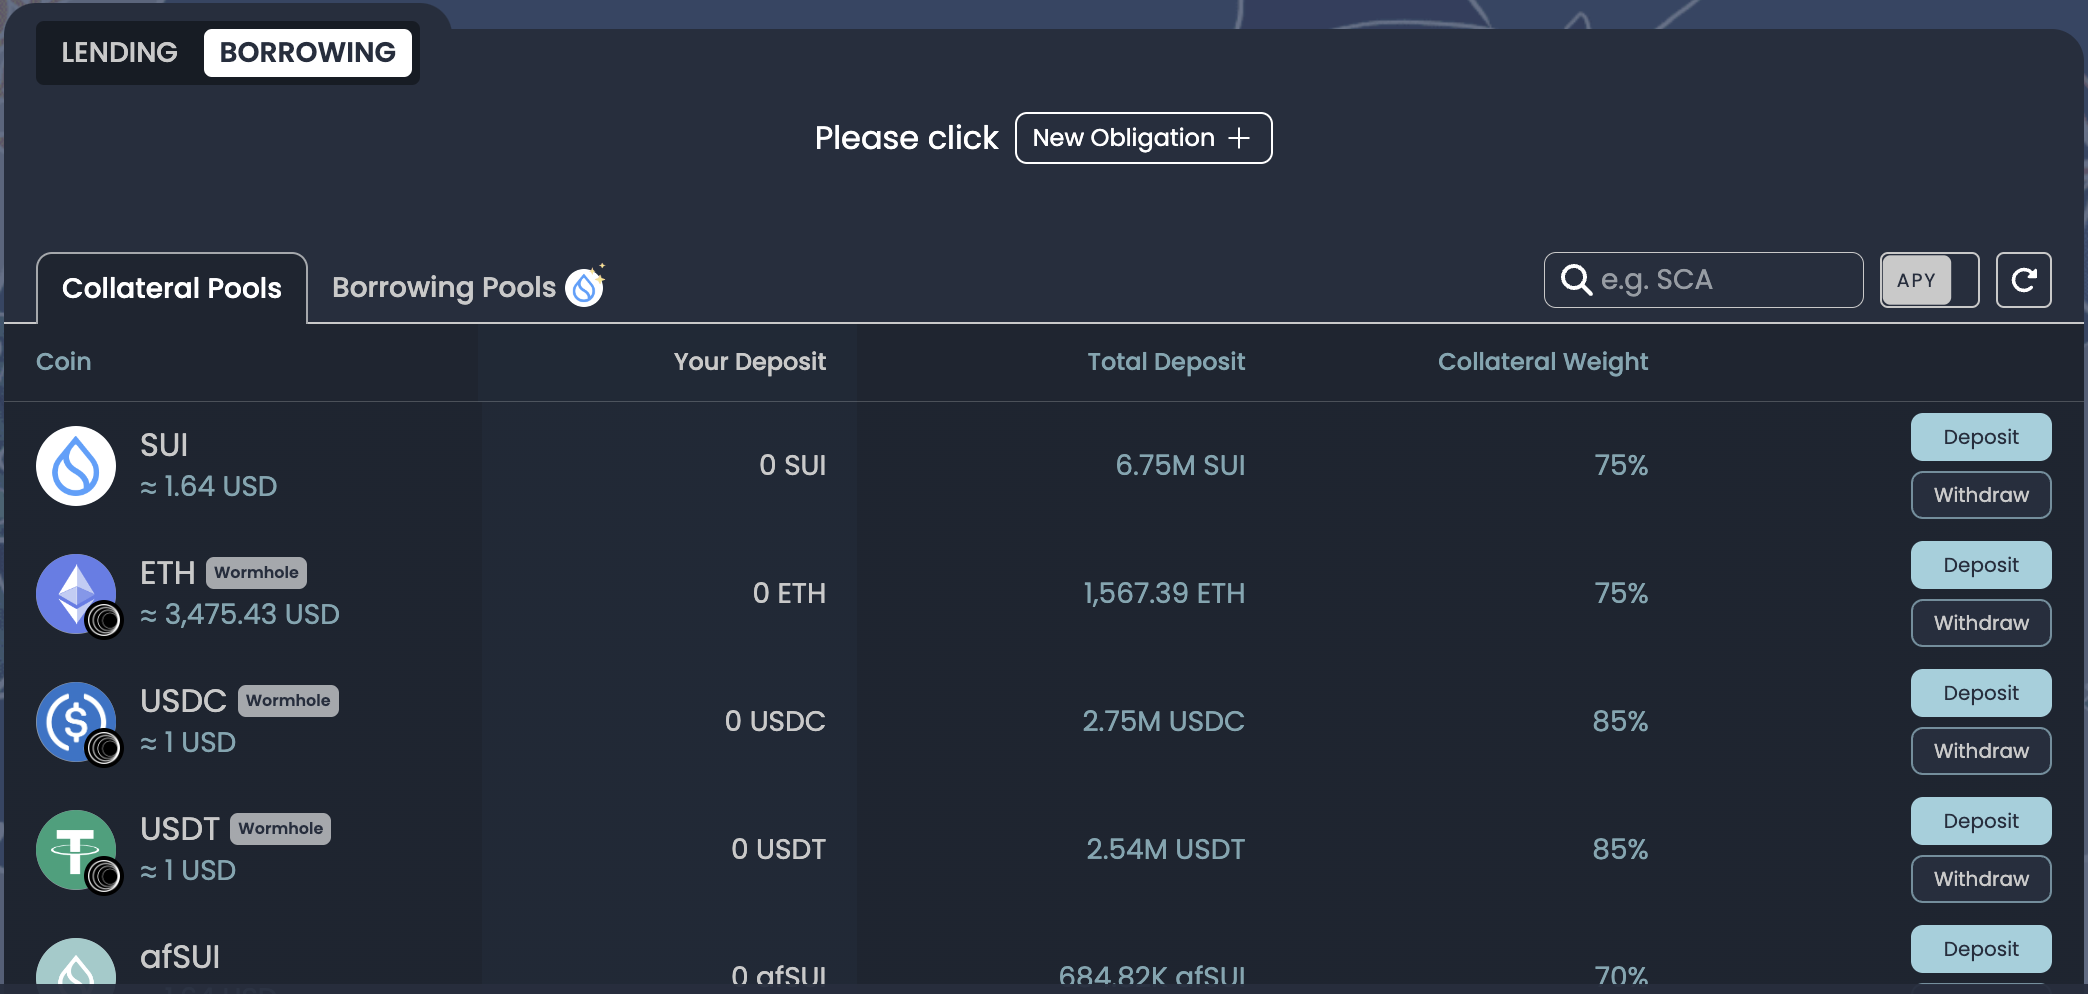 LENDING BORROWING
Please click New Obligation +
Collateral Pools Borrowing Pools e.g. SCA APY
Coin Your Deposit Total Deposit Collateral Weight
SUI
≈ 1.64 USD
0 SUI 6.75M SUI 75%
Deposit
Withdraw
ETH Wormhole
≈ 3,475.43 USD
0 ETH 1,567.39 ETH 75%
Deposit
Withdraw
USDC Wormhole
≈ 1 USD
0 USDC 2.75M USDC 85%
Deposit
Withdraw
USDT Wormhole
≈ 1 USD
0 USDT 2.54M USDT 85%
Deposit
Withdraw
afSUI
0 afSUI 684.82K afSUI 70%
Deposit